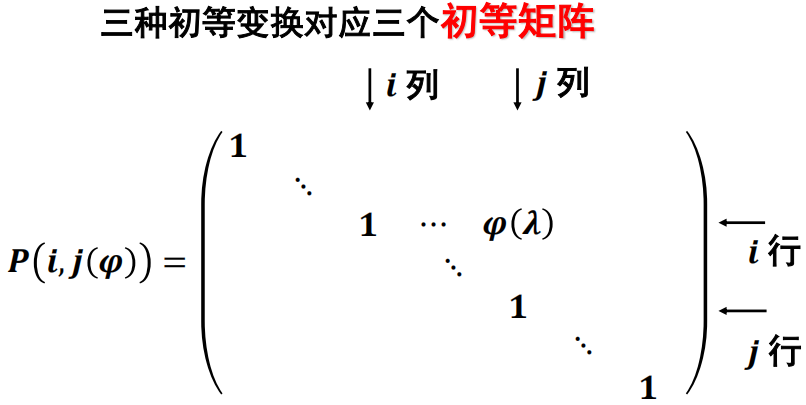 三种初等变换对应三个初等矩阵
i 列 j 列
1
⋱
1 ⋯ φ(λ)
i 行
P(i,j(φ)) =
⋱
1
j 行
⋱
1